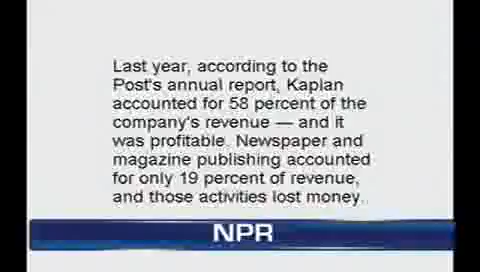 Last year, according to the
Post's annual report, Kaplan
accounted for 58 percent of the
company's revenue — and it
was profitable. Newspaper and
magazine publishing accounted
for only 19 percent of revenue,
and those activities lost money.
NPR